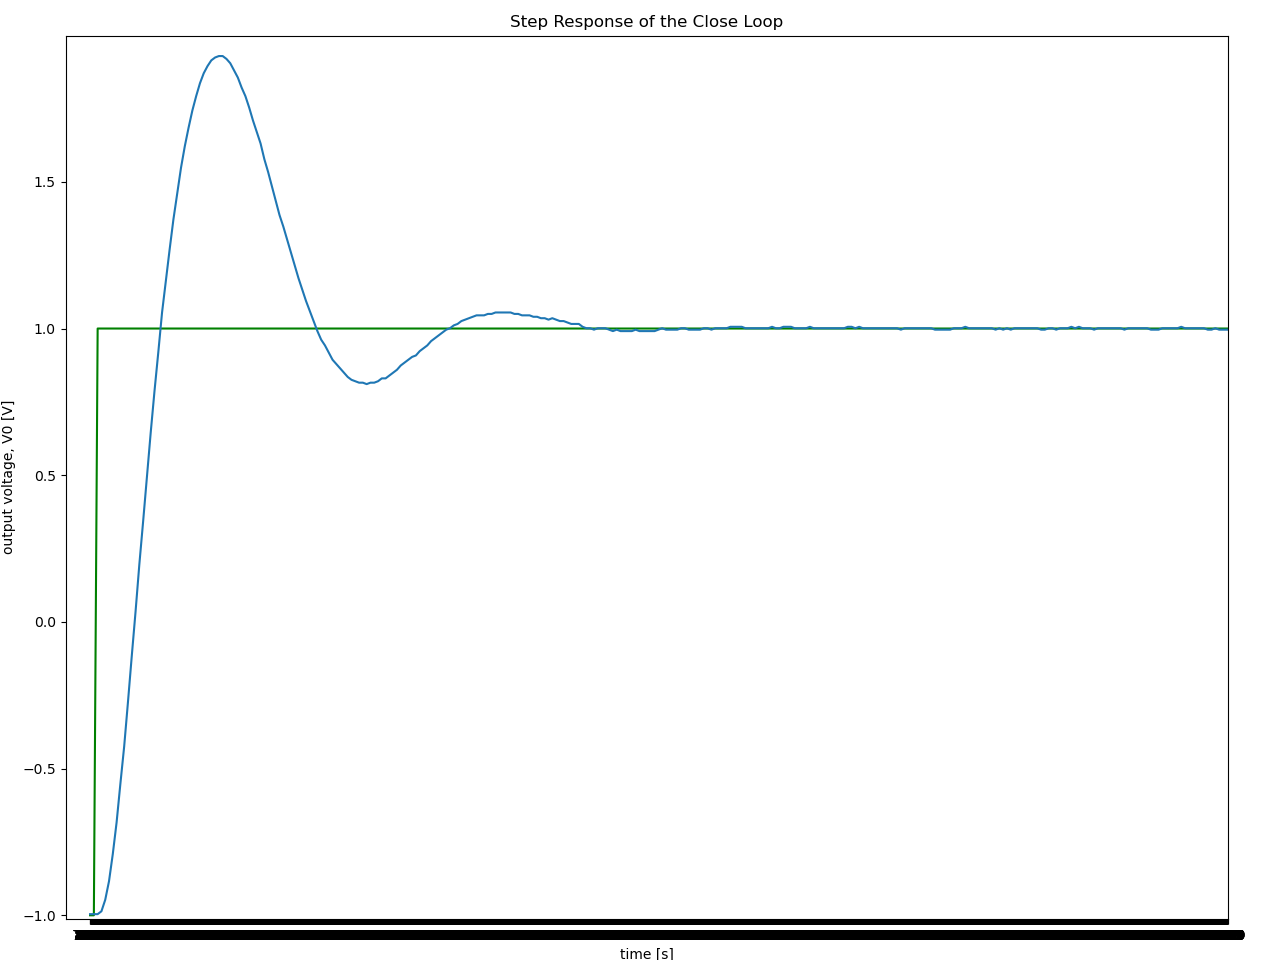 Step Response of the Close Loop
1.5
1.0
0.5
0.0
−0.5
−1.0
output voltage, V0 [V]
time [s]